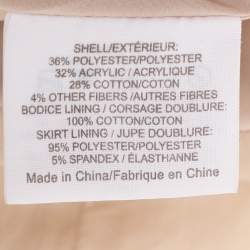 SHELL/EXTÉRIEUR:
36% POLYESTER/POLYESTER
32% ACRYLIC / ACRYLIQUE
28% COTTON/COTON
4% OTHER FIBERS /AUTRES FIBRES
BODICE LINING / CORSAGE DOUBLURE:
100% COTTON/COTON
SKIRT LINING / JUPE DOUBLURE:
95% POLYESTER/POLYESTER
5% SPANDEX / ÉLASTHANNE
Made in China/Fabriqué en Chine